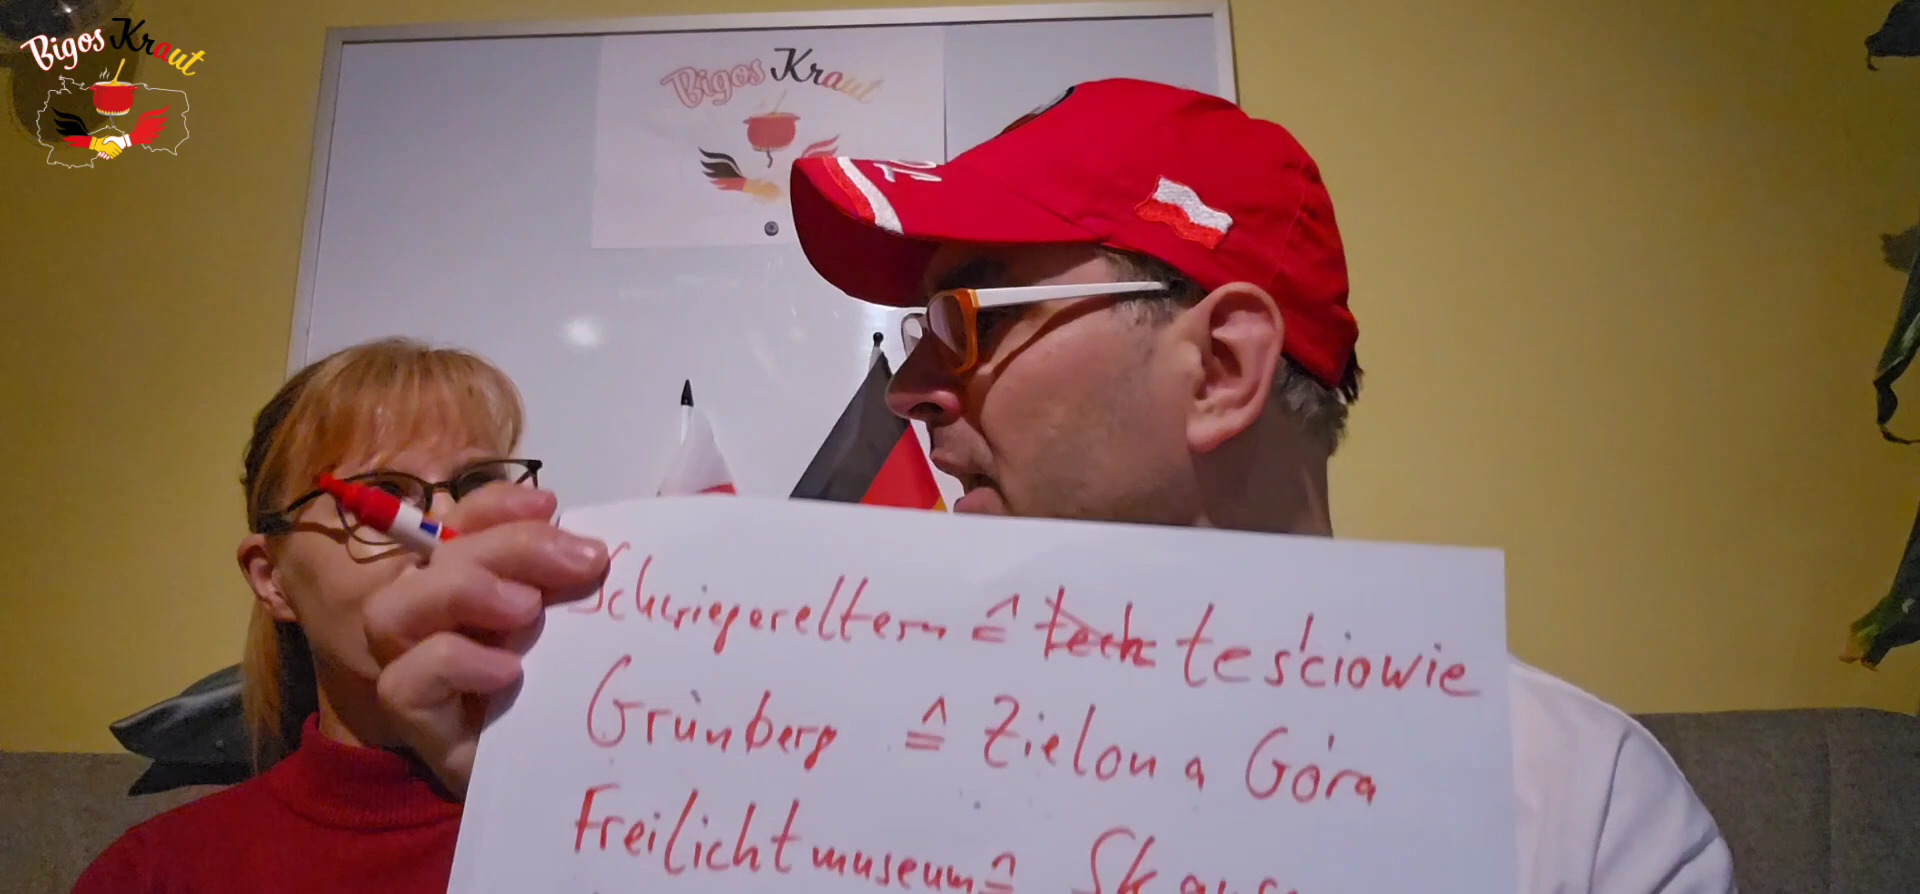 Bigos Kraut
Bigos Kraut
Schwiegereltern ≙ teściowie
Grünberg ≙ Zielona Góra
Freilichtmuseum ≙